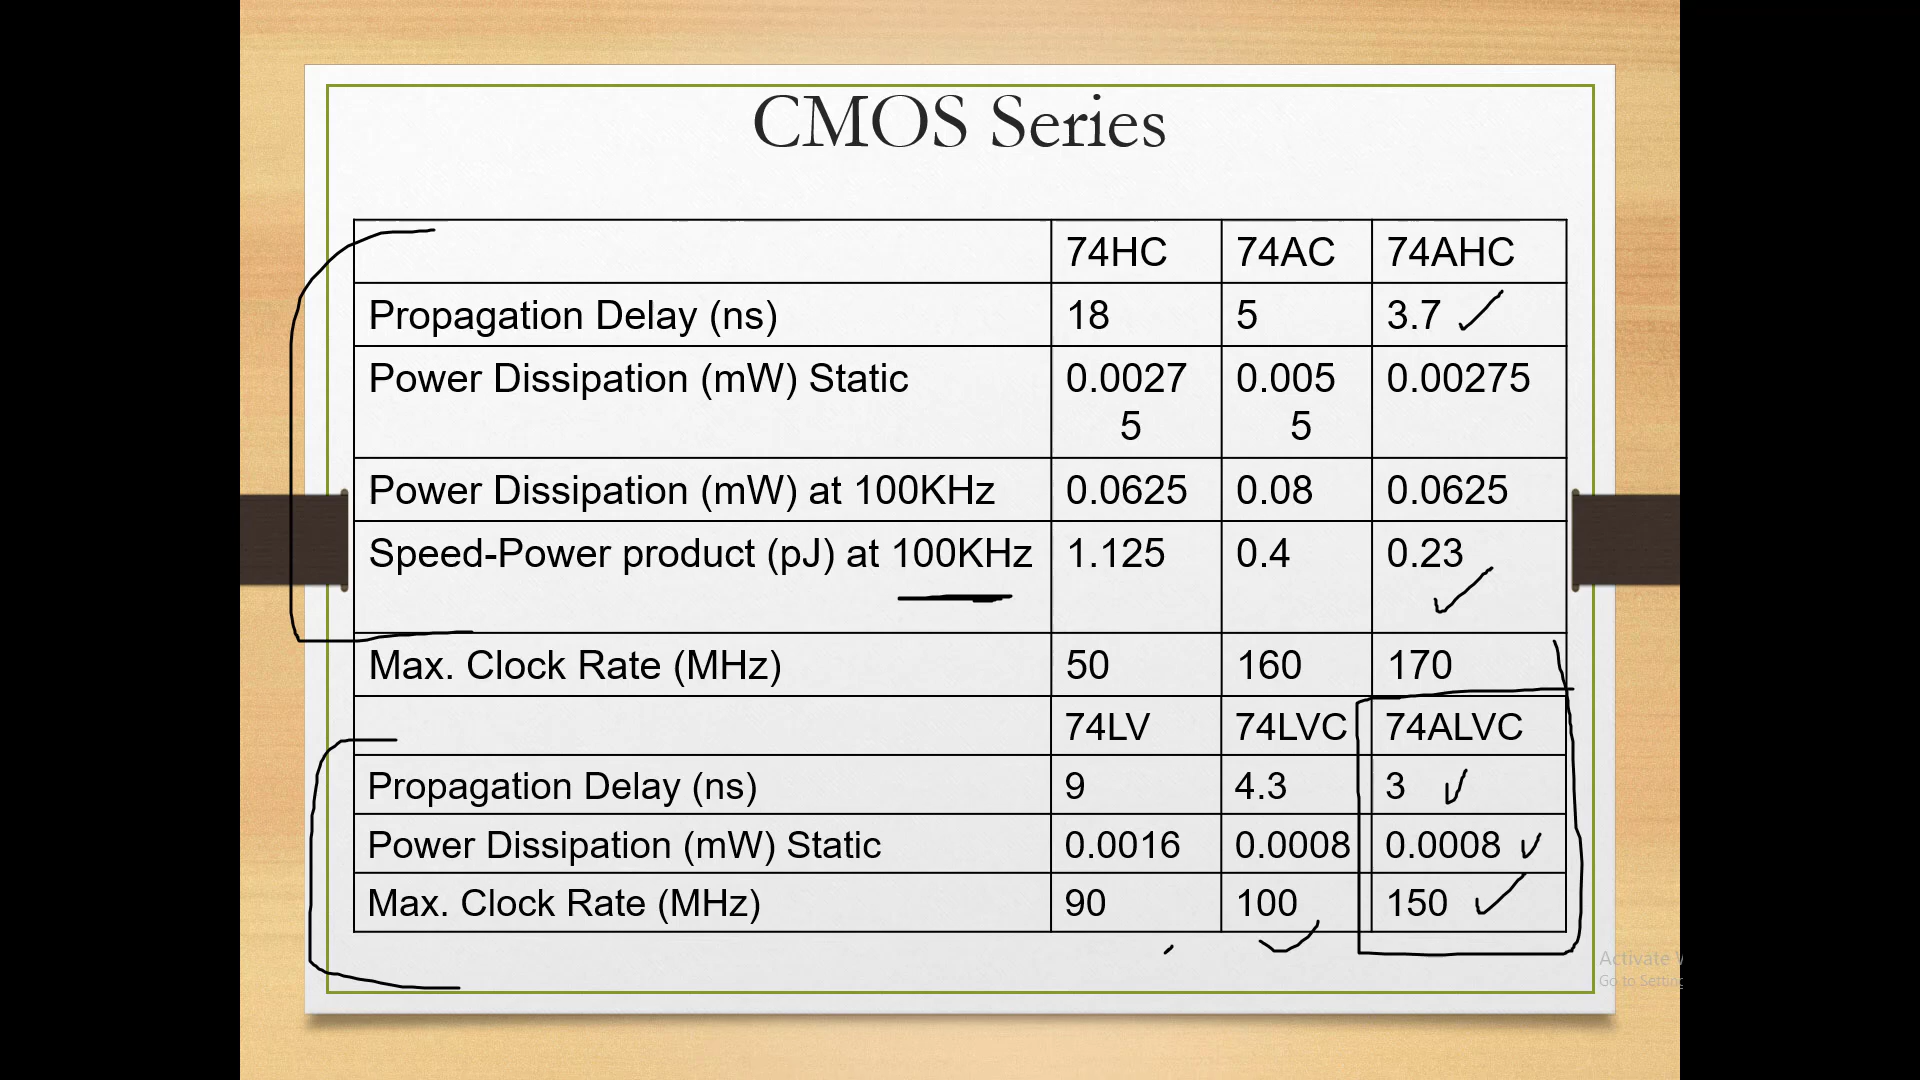 CMOS Series
74HC 74AC 74AHC
Propagation Delay (ns) 18 5 3.7
Power Dissipation (mW) Static 0.0027 0.005 0.00275
5 5
Power Dissipation (mW) at 100KHz 0.0625 0.08 0.0625
Speed-Power product (pJ) at 100KHz 1.125 0.4 0.23
Max. Clock Rate (MHz) 50 160 170
74LV 74LVC 74ALVC
Propagation Delay (ns) 9 4.3 3
Power Dissipation (mW) Static 0.0016 0.0008 0.0008
Max. Clock Rate (MHz) 90 100 150
Activate
Go to